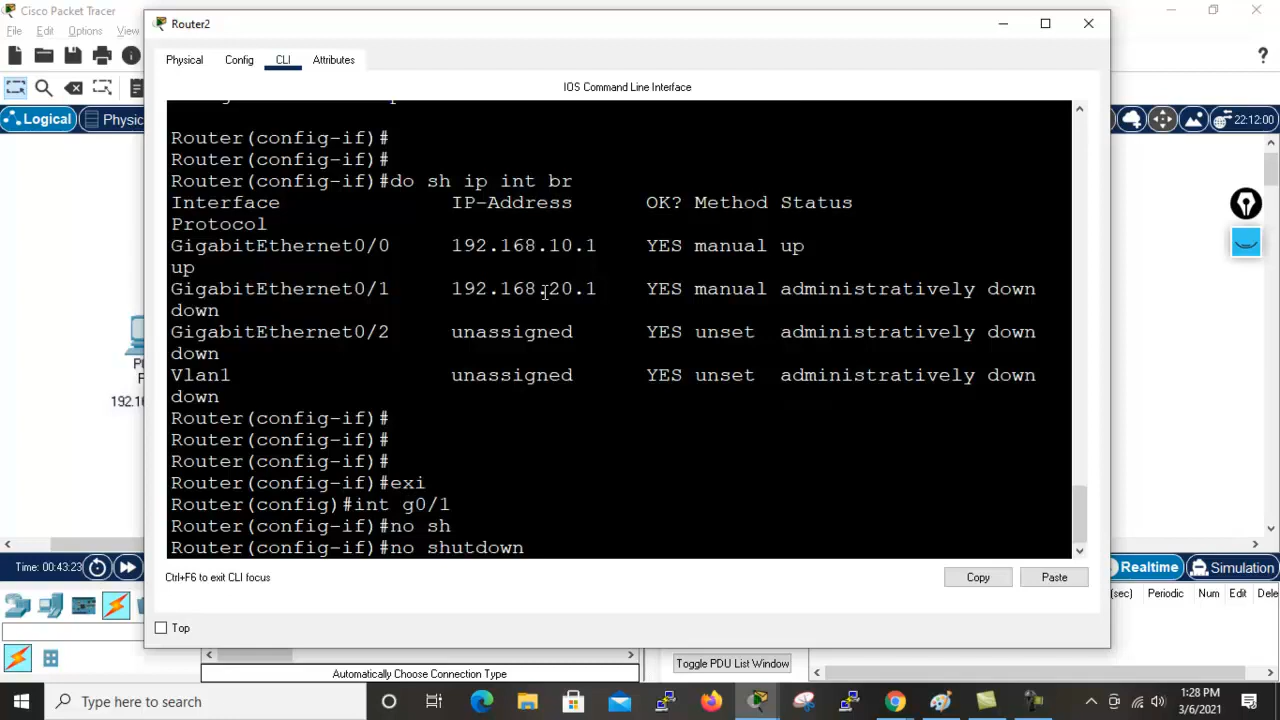 Cisco Packet Tracer
Router2
File Edit Options View
Physical Config CLI Attributes
IOS Command Line Interface
Logical
Physic
22:12:00
Router(config-if)#
Router(config-if)#
Router(config-if)#do sh ip int br
Interface IP-Address OK? Method Status
Protocol
GigabitEthernet0/0 192.168.10.1 YES manual up
up
GigabitEthernet0/1 192.168.20.1 YES manual administratively down
down
GigabitEthernet0/2 unassigned YES unset administratively down
down
Vlan1 unassigned YES unset administratively down
down
Router(config-if)#
Router(config-if)#
Router(config-if)#
Router(config-if)#exi
Router(config)#int g0/1
Router(config-if)#no sh
Router(config-if)#no shutdown
192.16
Time: 00:43:23
Realtime
Simulation
Ctrl+F6 to exit CLI focus
Copy
Paste
(sec) Periodic Num Edit Dele
Top
Toggle PDU List Window
Automatically Choose Connection Type
Type here to search
1:28 PM
3/6/2021